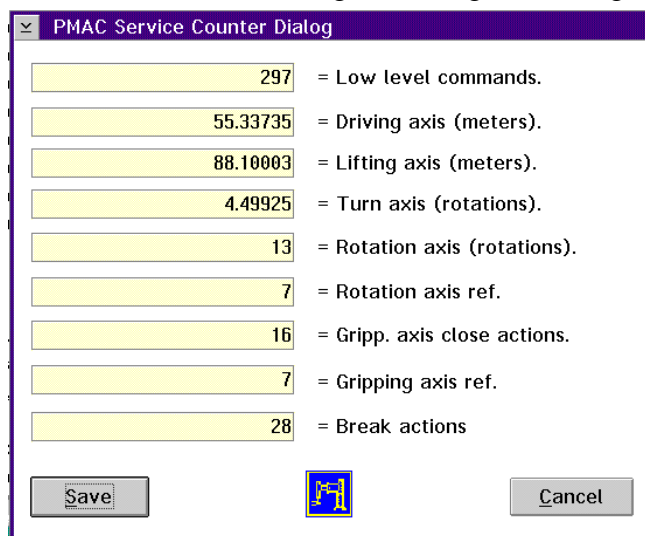 PMAC Service Counter Dialog
297 = Low level commands.
55.33735 = Driving axis (meters).
88.10003 = Lifting axis (meters).
4.49925 = Turn axis (rotations).
13 = Rotation axis (rotations).
7 = Rotation axis ref.
16 = Gripp. axis close actions.
7 = Gripping axis ref.
28 = Break actions
Save Cancel